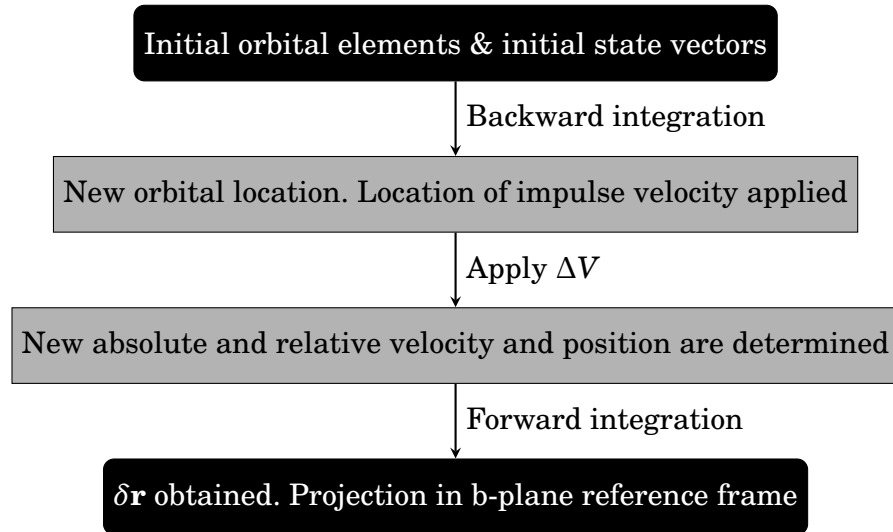 Initial orbital elements & initial state vectors
Backward integration
New orbital location. Location of impulse velocity applied
Apply ΔV
New absolute and relative velocity and position are determined
Forward integration
δr obtained. Projection in b-plane reference frame